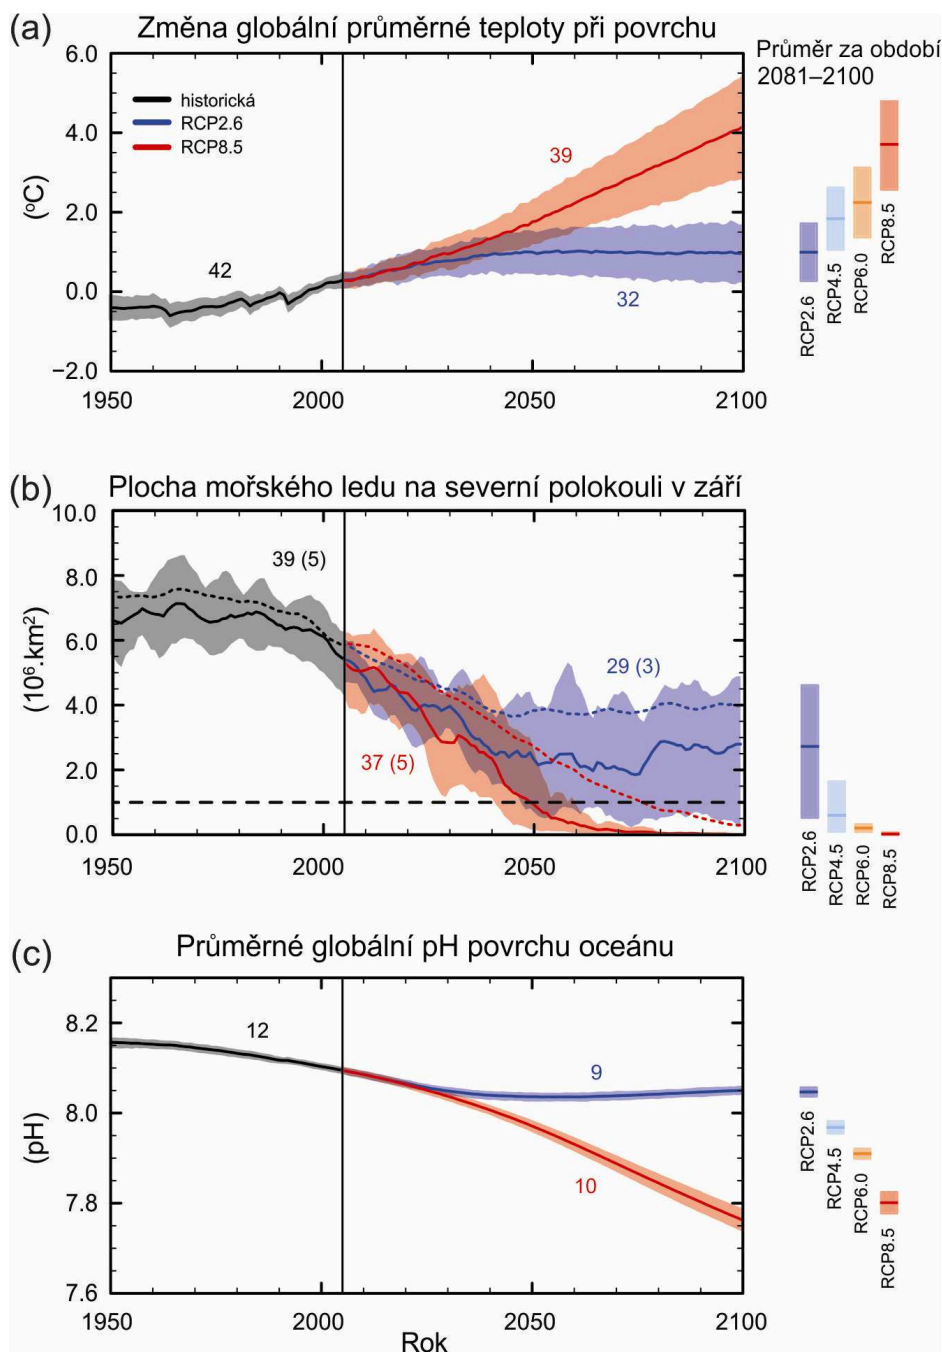 (a)
Změna globální průměrné teploty při povrchu
Průměr za období
2081–2100
6.0
4.0
2.0
0.0
−2.0
(ºC)
historická
RCP2.6
RCP8.5
42
39
32
1950
2000
2050
2100
RCP2.6
RCP4.5
RCP6.0
RCP8.5
(b)
Plocha mořského ledu na severní polokouli v září
10.0
8.0
6.0
4.0
2.0
0.0
(10⁶.km²)
39 (5)
29 (3)
37 (5)
1950
2000
2050
2100
RCP2.6
RCP4.5
RCP6.0
RCP8.5
(c)
Průměrné globální pH povrchu oceánu
8.2
8.0
7.8
7.6
(pH)
12
9
10
1950
2000
2050
2100
Rok
RCP2.6
RCP4.5
RCP6.0
RCP8.5